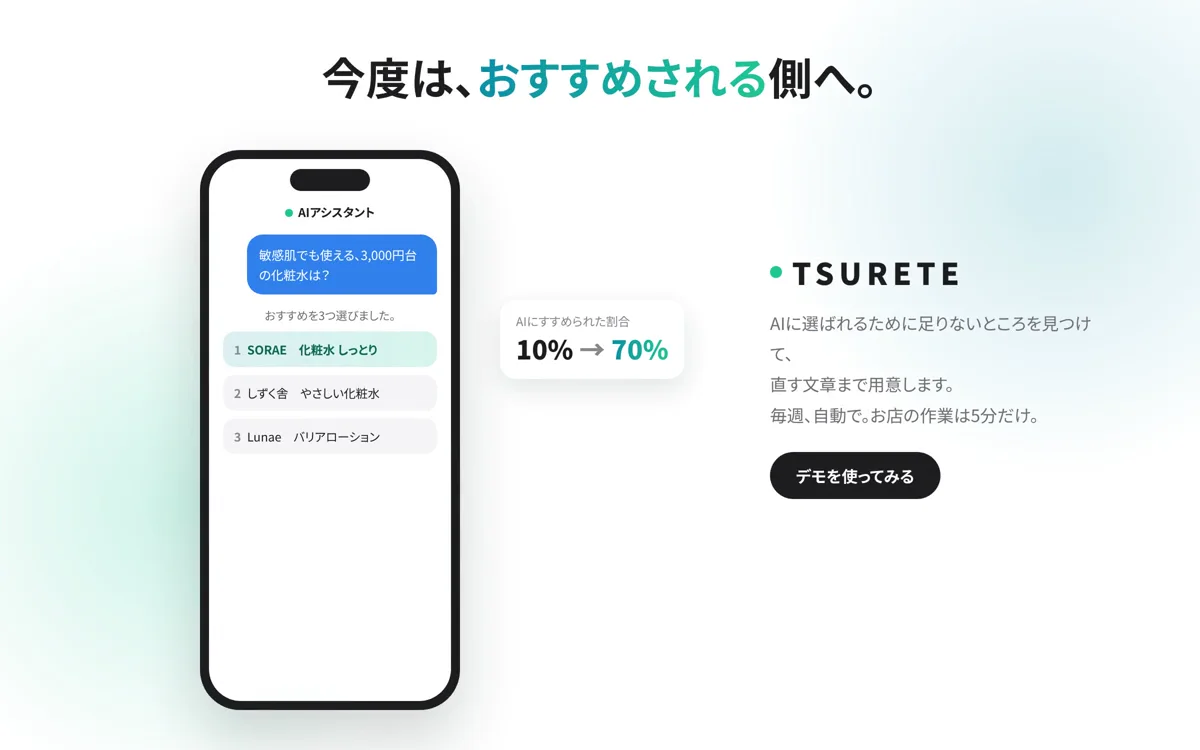 今度は、おすすめされる側へ。
AIアシスタント
敏感肌でも使える、3,000円台
の化粧水は？
おすすめを3つ選びました。
1 SORAE　化粧水 しっとり
2 しずく舎　やさしい化粧水
3 Lunae　バリアローション
AIにすすめられた割合
10% → 70%
TSURETE
AIに選ばれるために足りないところを見つけ
て、
直す文章まで用意します。
毎週、自動で。お店の作業は5分だけ。
デモを使ってみる